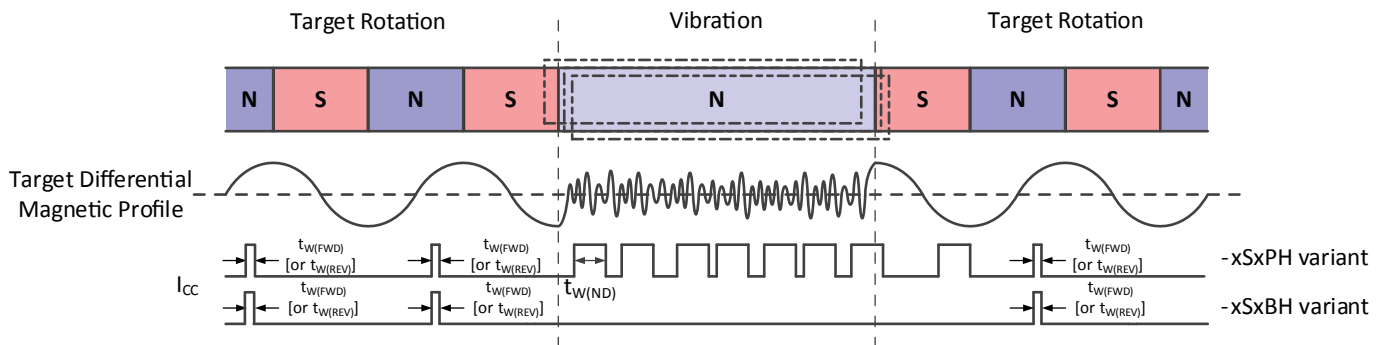 Target Rotation
Vibration
Target Rotation
N S N S N S N S N
Target Differential
Magnetic Profile
tW(FWD)
[or tW(REV)]
tW(FWD)
[or tW(REV)]
tW(FWD)
[or tW(REV)]
-xSxPH variant
ICC
tW(ND)
tW(FWD)
[or tW(REV)]
tW(FWD)
[or tW(REV)]
tW(FWD)
[or tW(REV)]
-xSxBH variant